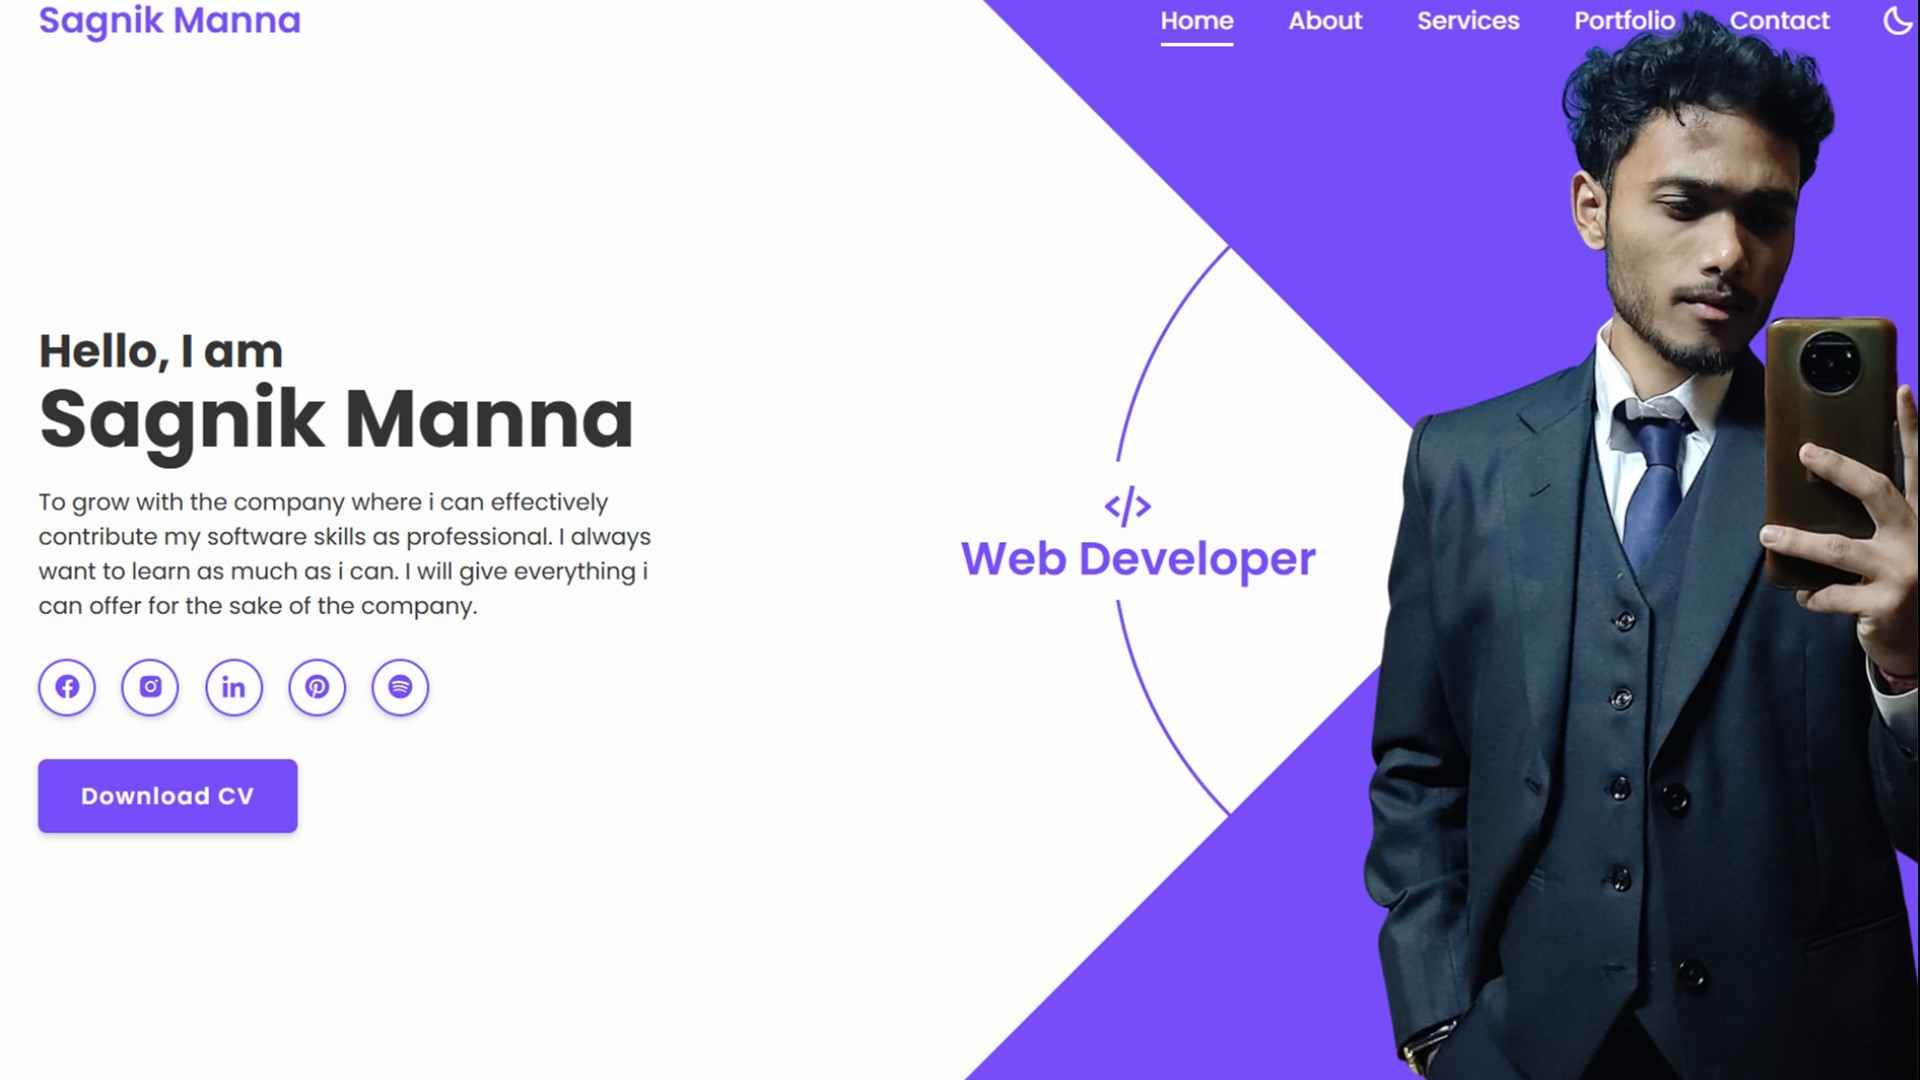 Sagnik Manna
Home About Services Portfolio Contact
Hello, I am
Sagnik Manna
To grow with the company where i can effectively
contribute my software skills as professional. I always
want to learn as much as i can. I will give everything i
can offer for the sake of the company.
Download CV
</>
Web Developer